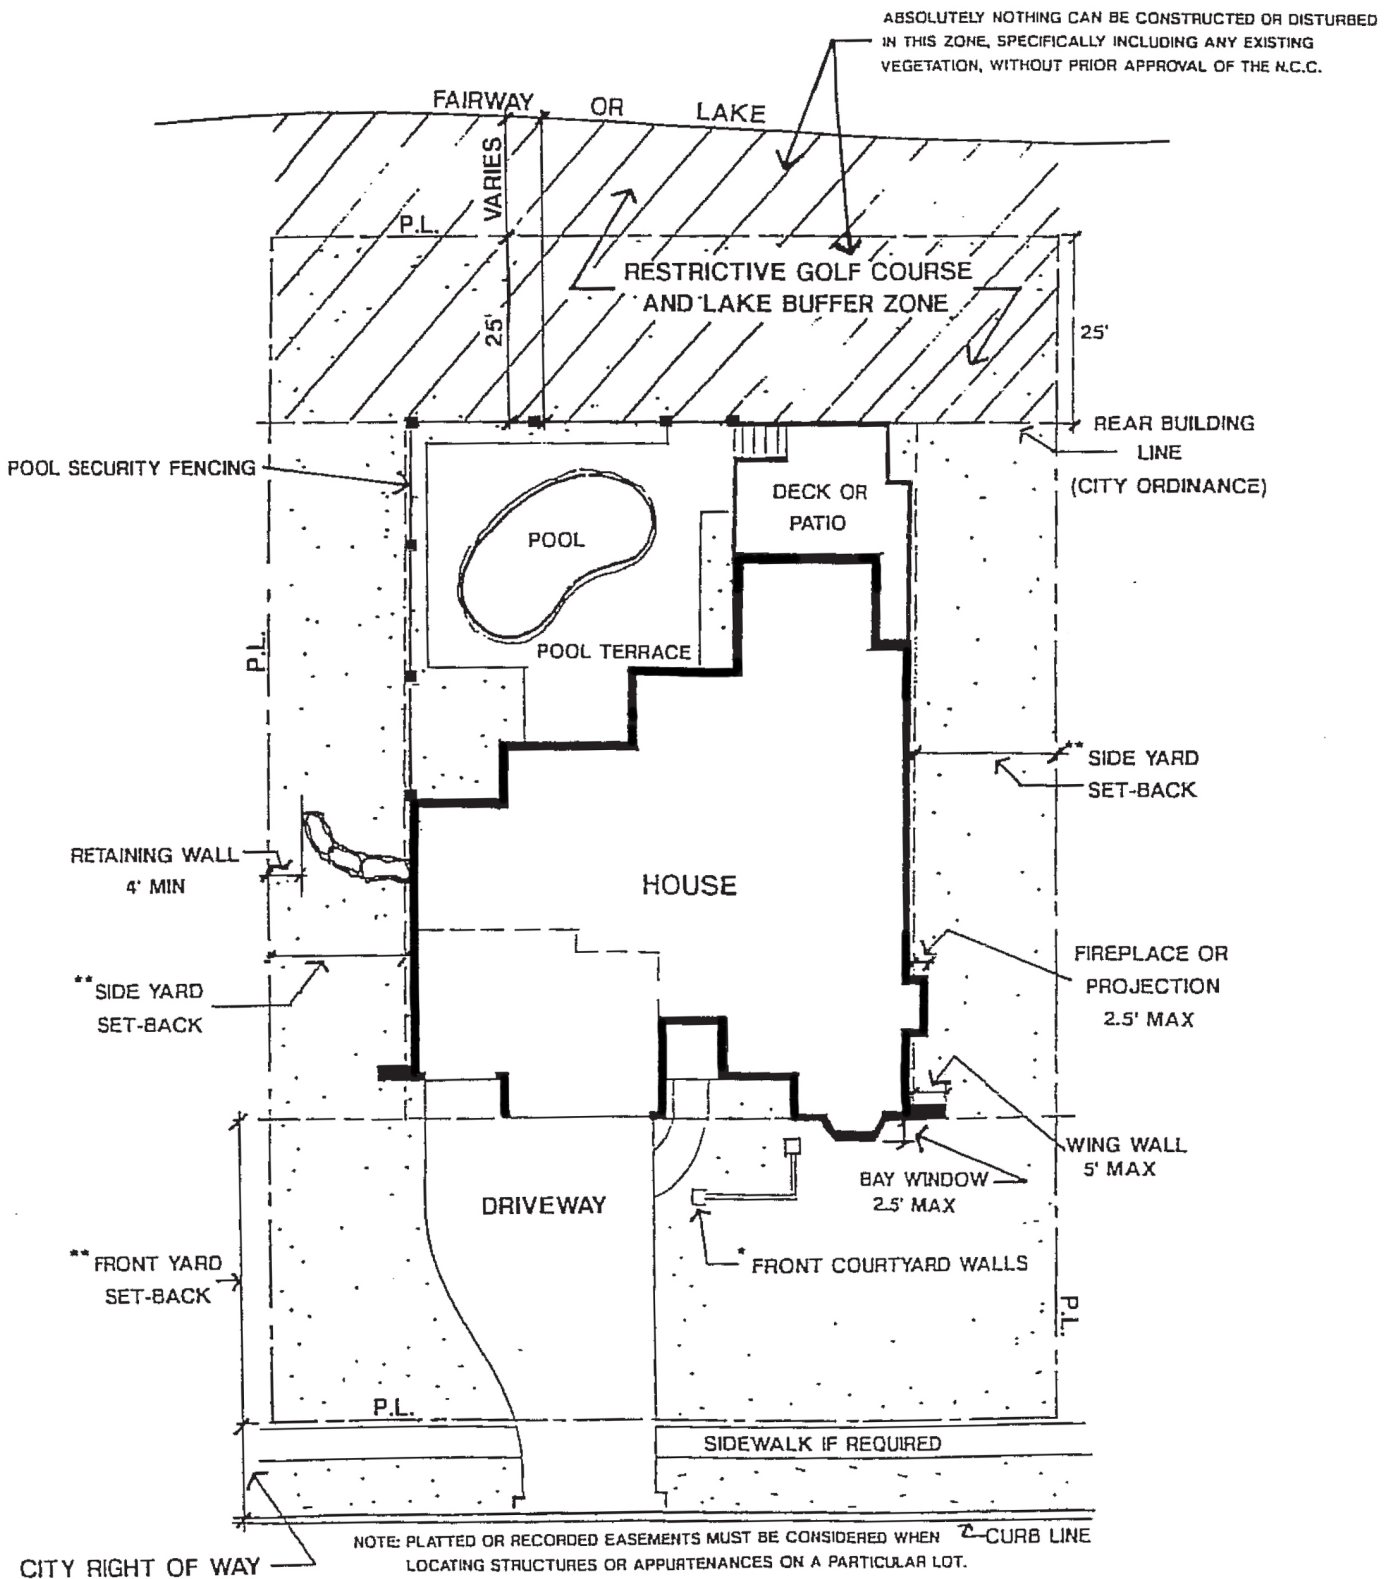 ABSOLUTELY NOTHING CAN BE CONSTRUCTED OR DISTURBED
IN THIS ZONE, SPECIFICALLY INCLUDING ANY EXISTING
VEGETATION, WITHOUT PRIOR APPROVAL OF THE N.C.C.
FAIRWAY OR LAKE
VARIES
P.L.
RESTRICTIVE GOLF COURSE
AND LAKE BUFFER ZONE
25'
25'
REAR BUILDING
LINE
(CITY ORDINANCE)
POOL SECURITY FENCING
DECK OR
PATIO
POOL
POOL TERRACE
P.L.
**SIDE YARD
SET-BACK
RETAINING WALL
4' MIN
HOUSE
FIREPLACE OR
PROJECTION
2.5' MAX
**SIDE YARD
SET-BACK
WING WALL
5' MAX
BAY WINDOW
2.5' MAX
DRIVEWAY
**FRONT YARD
SET-BACK
*FRONT COURTYARD WALLS
P.L.
P.L.
SIDEWALK IF REQUIRED
NOTE: PLATTED OR RECORDED EASEMENTS MUST BE CONSIDERED WHEN
LOCATING STRUCTURES OR APPURTENANCES ON A PARTICULAR LOT.
CURB LINE
CITY RIGHT OF WAY